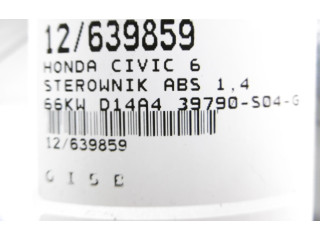 12/639859
HONDA CIVIC 6
STEROWNIK ABS 1,4
66KW D14A4 39790-S04-G
12/639859